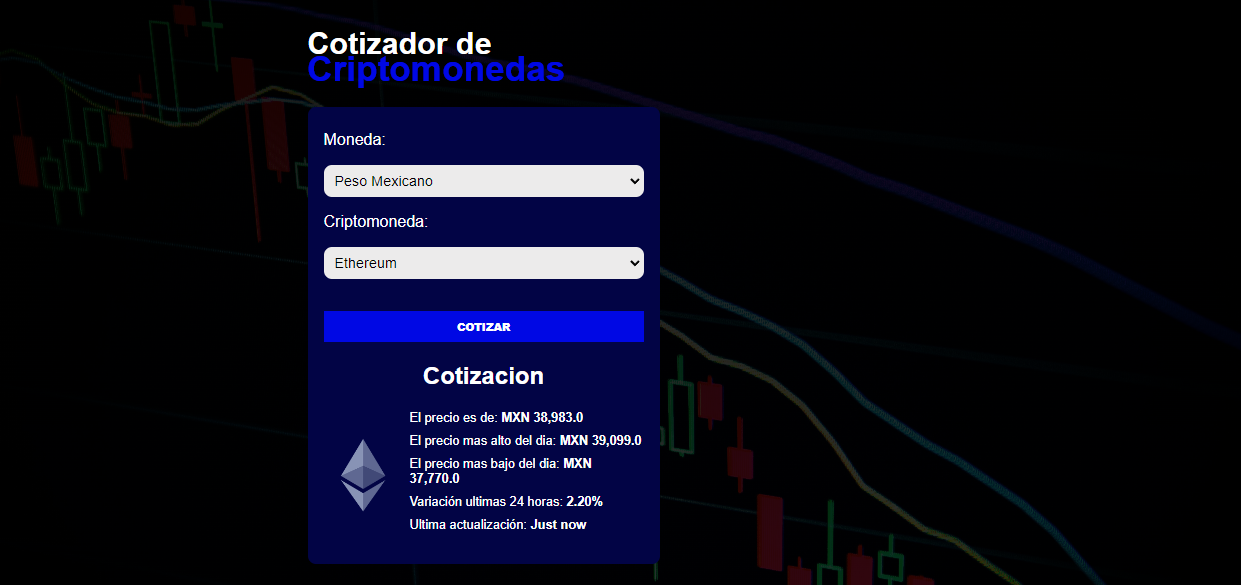 Cotizador de
Criptomonedas
Moneda:
Peso Mexicano
Criptomoneda:
Ethereum
COTIZAR
Cotizacion
El precio es de: MXN 38,983.0
El precio mas alto del dia: MXN 39,099.0
El precio mas bajo del dia: MXN
37,770.0
Variación ultimas 24 horas: 2.20%
Ultima actualización: Just now